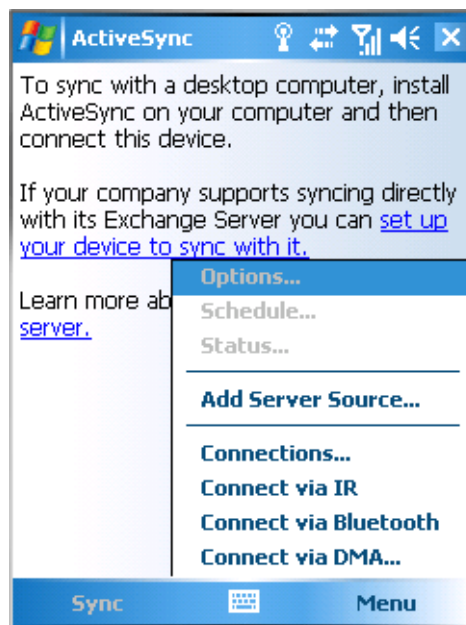 ActiveSync
To sync with a desktop computer, install
ActiveSync on your computer and then
connect this device.
If your company supports syncing directly
with its Exchange Server you can set up
your device to sync with it.
Learn more ab
server.
Options...
Schedule...
Status...
Add Server Source...
Connections...
Connect via IR
Connect via Bluetooth
Connect via DMA...
Sync
Menu